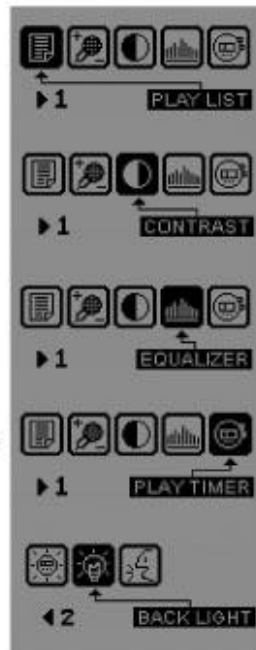 ▶1 PLAY LIST
▶1 CONTRAST
▶1 EQUALIZER
▶1 PLAY TIMER
◀2 BACK LIGHT